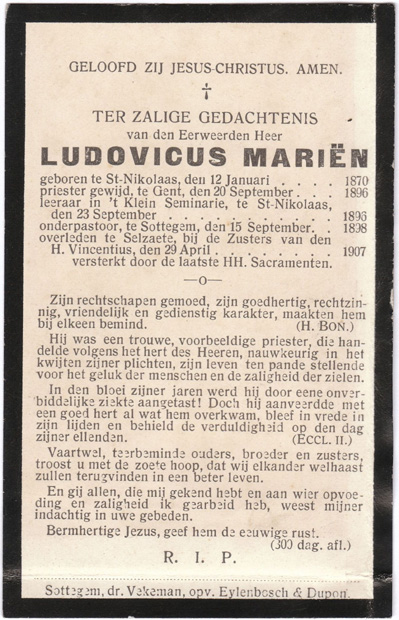 GELOOFD ZIJ JESUS-CHRISTUS. AMEN.
TER ZALIGE GEDACHTENIS
van den Eerweerden Heer
LUDOVICUS MARIËN
geboren te St-Nikolaas, den 12 Januari . . . . 1870
priester gewijd, te Gent, den 20 September. . . 1896
leeraar in 't Klein Seminarie, te St-Nikolaas,
den 23 September . . . . . . . . . 1896
onderpastoor, te Sottegem, den 15 September. . 1898
overleden te Selzaete, bij de Zusters van den
H. Vincentius, den 29 April . . . . . . 1907
versterkt door de laatste HH. Sacramenten.
—o—
Zijn rechtschapen gemoed, zijn goedhertig, rechtzin-
nig, vriendelijk en gedienstig karakter, maakten hem
bij elkeen bemind. (H. BON.)
Hij was een trouwe, voorbeeldige priester, die han-
delde volgens het hert des Heeren, nauwkeurig in het
kwijten zijner plichten, zijn leven ten pande stellende
voor het geluk der menschen en de zaligheid der zielen.
In den bloei zijner jaren werd hij door eene onver-
biddelijke ziekte aangetast! Doch hij aanveerdde met
een goed hert al wat hem overkwam, bleef in vrede in
zijn lijden en behield de verduldigheid op den dag
zijner ellenden. (ECCL. II.)
Vaartwel, teerbeminde ouders, broeder en zusters,
troost u met de zoete hoop, dat wij elkander welhaast
zullen terugvinden in een beter leven.
En gij allen, die mij gekend hebt en aan wier opvoe-
ding en zaligheid ik gearbeid heb, weest mijner
indachtig in uwe gebeden.
Bermhertige Jezus, geef hem de eeuwige rust.
(300 dag. afl.)
R. I. P.
Sottegem, dr. Vakeman, opv. Eylenbosch & Dupon.